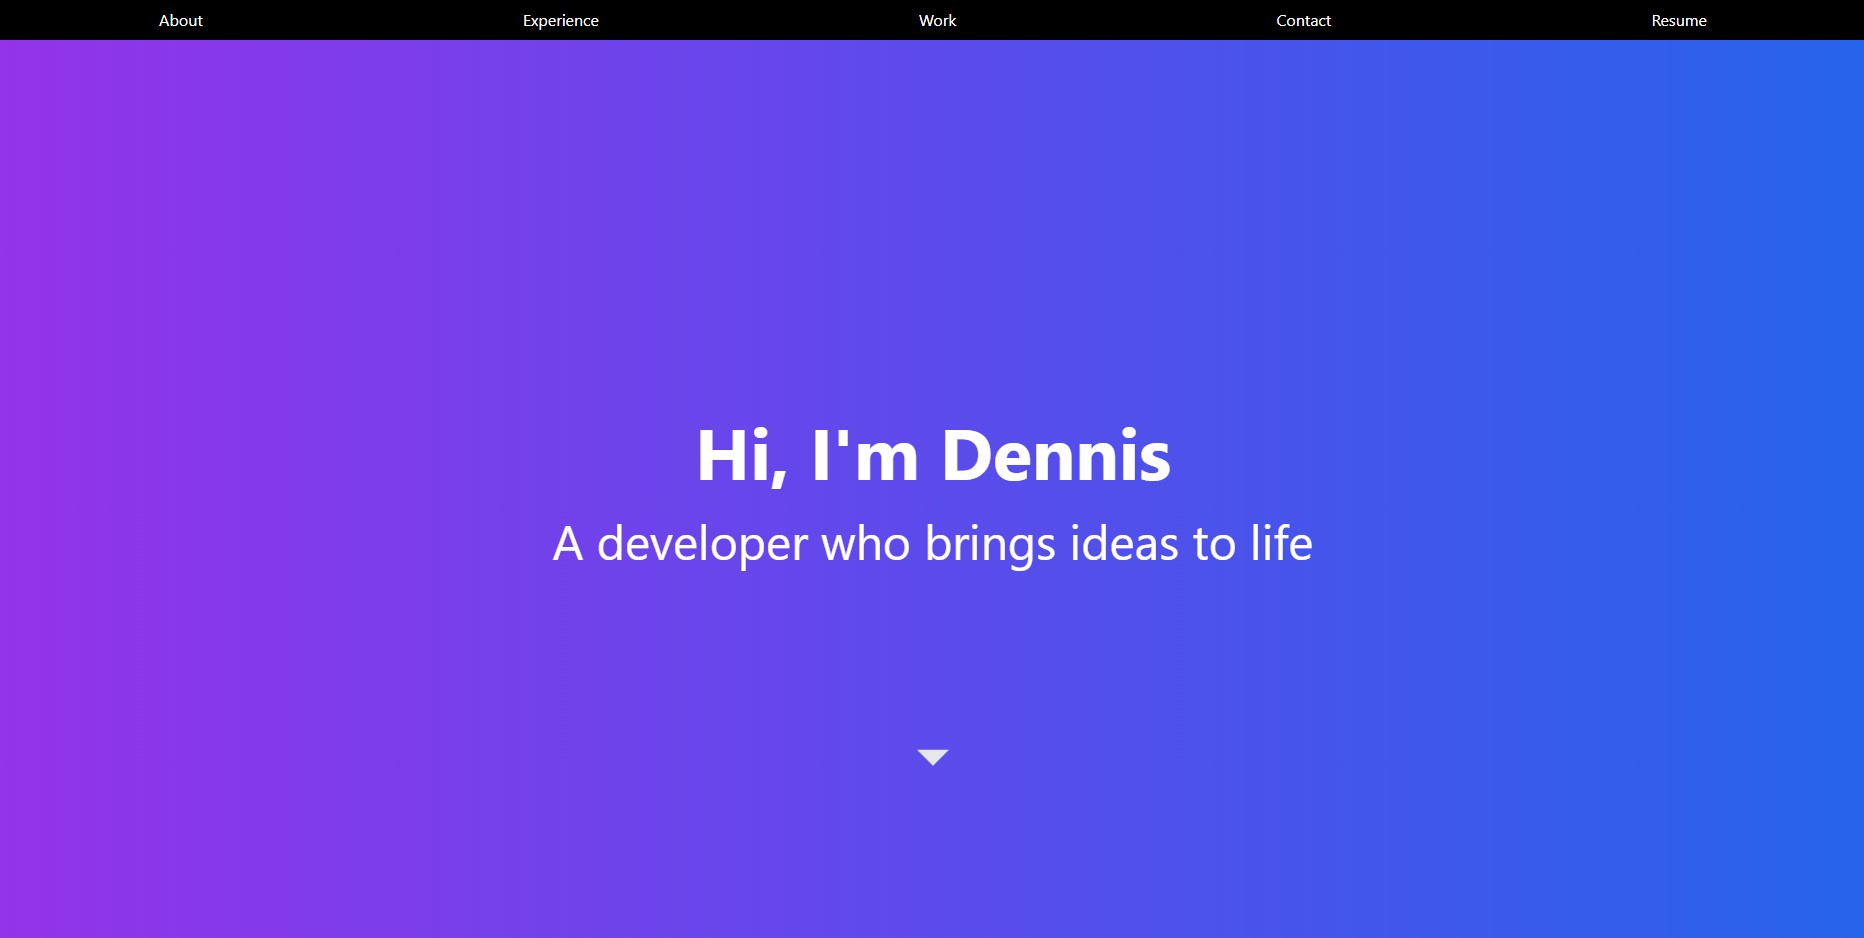 About Experience Work Contact Resume
Hi, I'm Dennis
A developer who brings ideas to life